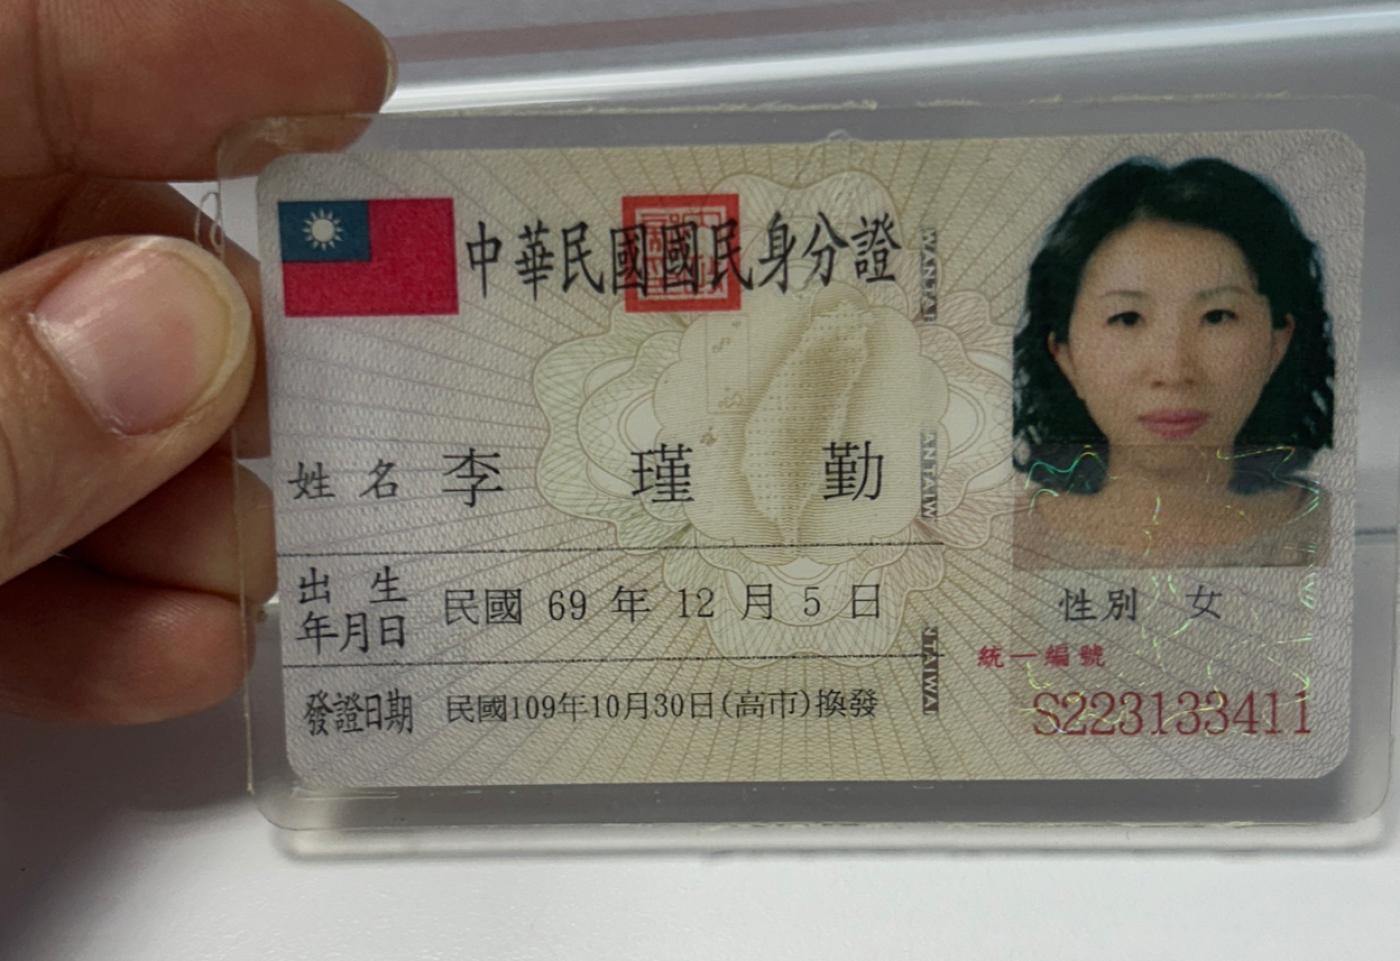 中華民國國民身分證
姓名 李瑾勤
出生年月日 民國 69 年 12 月 5 日
性別 女
發證日期 民國109年10月30日(高市)換發
統一編號
S223133411